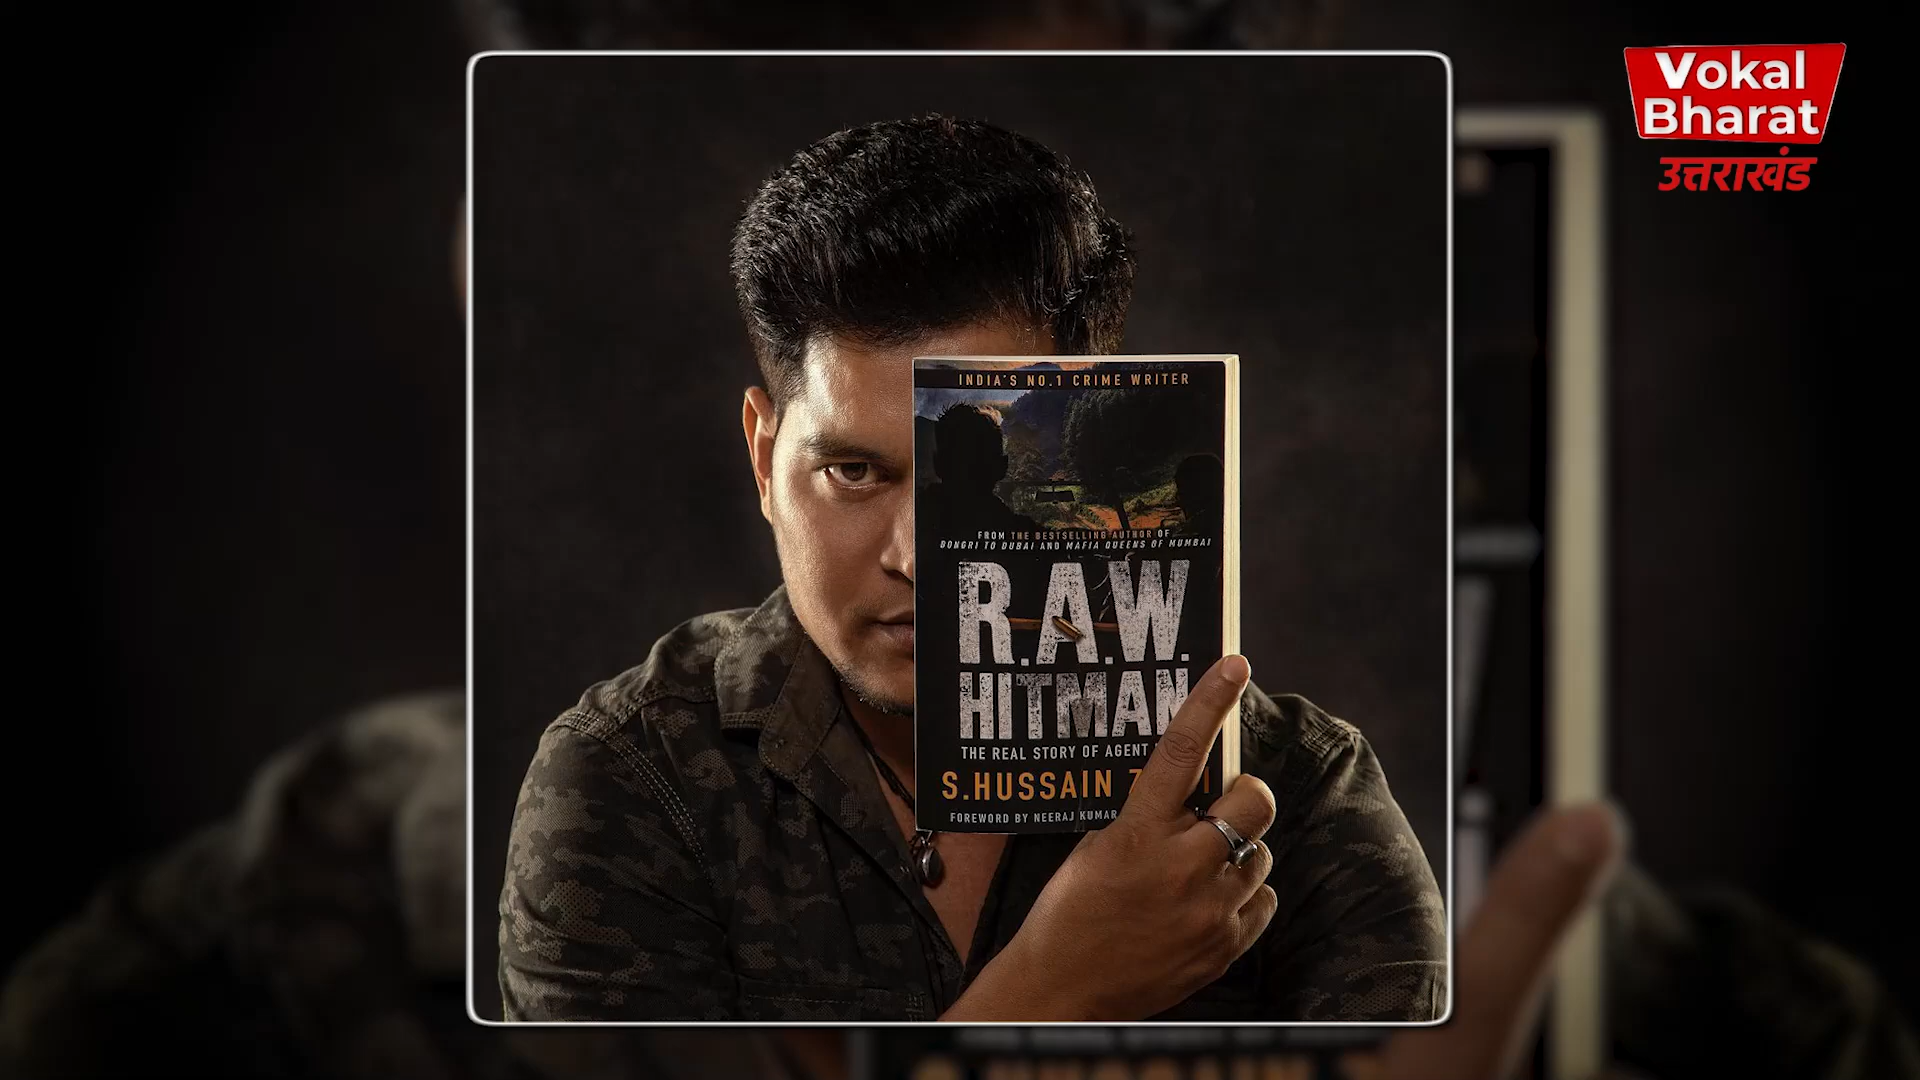 Vokal
Bharat
उत्तराखंड
INDIA'S NO.1 CRIME WRITER
FROM THE BESTSELLING AUTHOR OF
DONGRI TO DUBAI AND MAFIA QUEENS OF MUMBAI
R.A.W.
HITMAN
THE REAL STORY OF AGENT
S.HUSSAIN
FOREWORD BY NEERAJ KUMAR